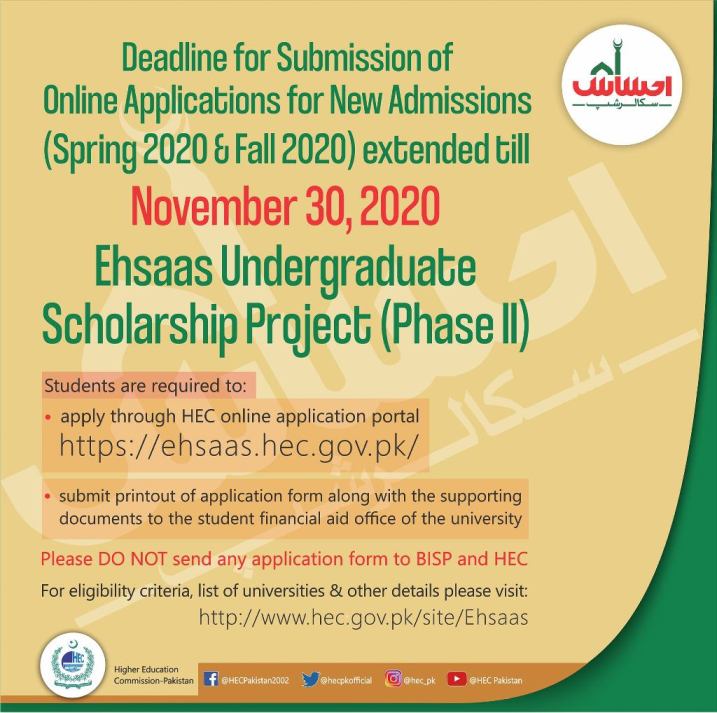 Deadline for Submission of
Online Applications for New Admissions
(Spring 2020 & Fall 2020) extended till
November 30, 2020
Ehsaas Undergraduate
Scholarship Project (Phase II)
احساس
سکالرشپ
Students are required to:
• apply through HEC online application portal
https://ehsaas.hec.gov.pk/
• submit printout of application form along with the supporting
documents to the student financial aid office of the university
Please DO NOT send any application form to BISP and HEC
For eligibility criteria, list of universities & other details please visit:
http://www.hec.gov.pk/site/Ehsaas
HEC
Higher Education
Commission-Pakistan
@HECPakistan2002 @hecpkofficial @hec_pk @HEC Pakistan
احساس
سکالرشپ